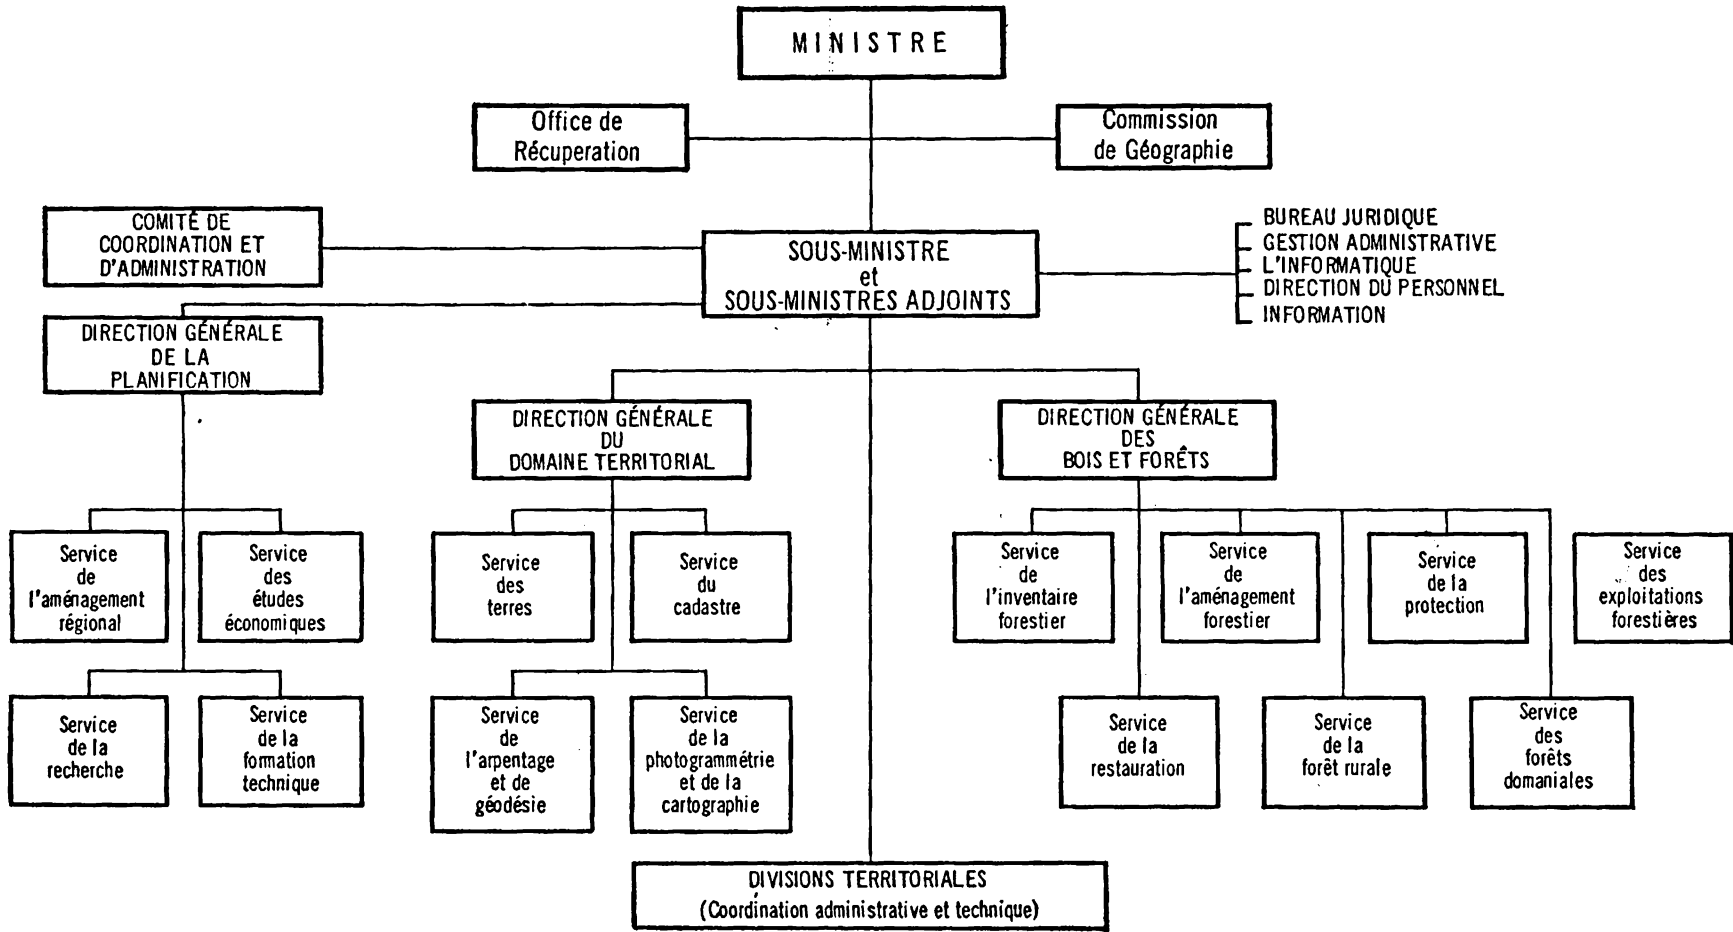 MINISTRE
Office de
Récuperation
Commission
de Géographie
COMITÉ DE
COORDINATION ET
D'ADMINISTRATION
SOUS-MINISTRE
et
SOUS-MINISTRES ADJOINTS
BUREAU JURIDIQUE
GESTION ADMINISTRATIVE
L'INFORMATIQUE
DIRECTION DU PERSONNEL
INFORMATION
DIRECTION GÉNÉRALE
DE LA
PLANIFICATION
DIRECTION GÉNÉRALE
DU
DOMAINE TERRITORIAL
DIRECTION GÉNÉRALE
DES
BOIS ET FORÊTS
Service
de
l'aménagement
régional
Service
des
études
économiques
Service
des
terres
Service
du
cadastre
Service
de
l'inventaire
forestier
Service
de
l'aménagement
forestier
Service
de la
protection
Service
des
exploitations
forestières
Service
de la
recherche
Service
de la
formation
technique
Service
de
l'arpentage
et de
géodésie
Service
de la
photogrammétrie
et de la
cartographie
Service
de la
restauration
Service
de la
forêt rurale
Service
des
forêts
domaniales
DIVISIONS TERRITORIALES
(Coordination administrative et technique)